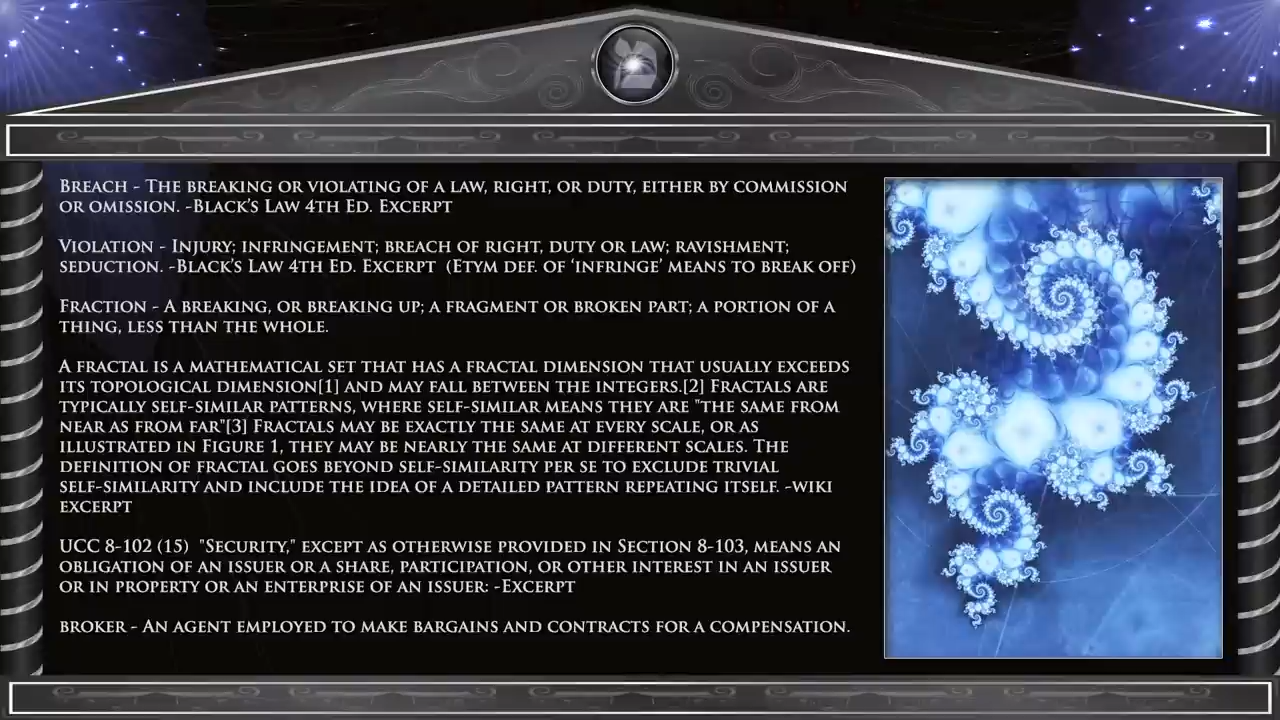 Breach - The breaking or violating of a law, right, or duty, either by commission
or omission. -Black's Law 4th Ed. Excerpt
Violation - Injury; infringement; breach of right, duty or law; ravishment;
seduction. -Black's Law 4th Ed. Excerpt (Etym def. of 'infringe' means to break off)
Fraction - A breaking, or breaking up; a fragment or broken part; a portion of a
thing, less than the whole.
A fractal is a mathematical set that has a fractal dimension that usually exceeds
its topological dimension[1] and may fall between the integers.[2] Fractals are
typically self-similar patterns, where self-similar means they are "the same from
near as from far"[3] Fractals may be exactly the same at every scale, or as
illustrated in Figure 1, they may be nearly the same at different scales. The
definition of fractal goes beyond self-similarity per se to exclude trivial
self-similarity and include the idea of a detailed pattern repeating itself. -wiki
excerpt
UCC 8-102 (15) "Security," except as otherwise provided in Section 8-103, means an
obligation of an issuer or a share, participation, or other interest in an issuer
or in property or an enterprise of an issuer: -Excerpt
broker - An agent employed to make bargains and contracts for a compensation.